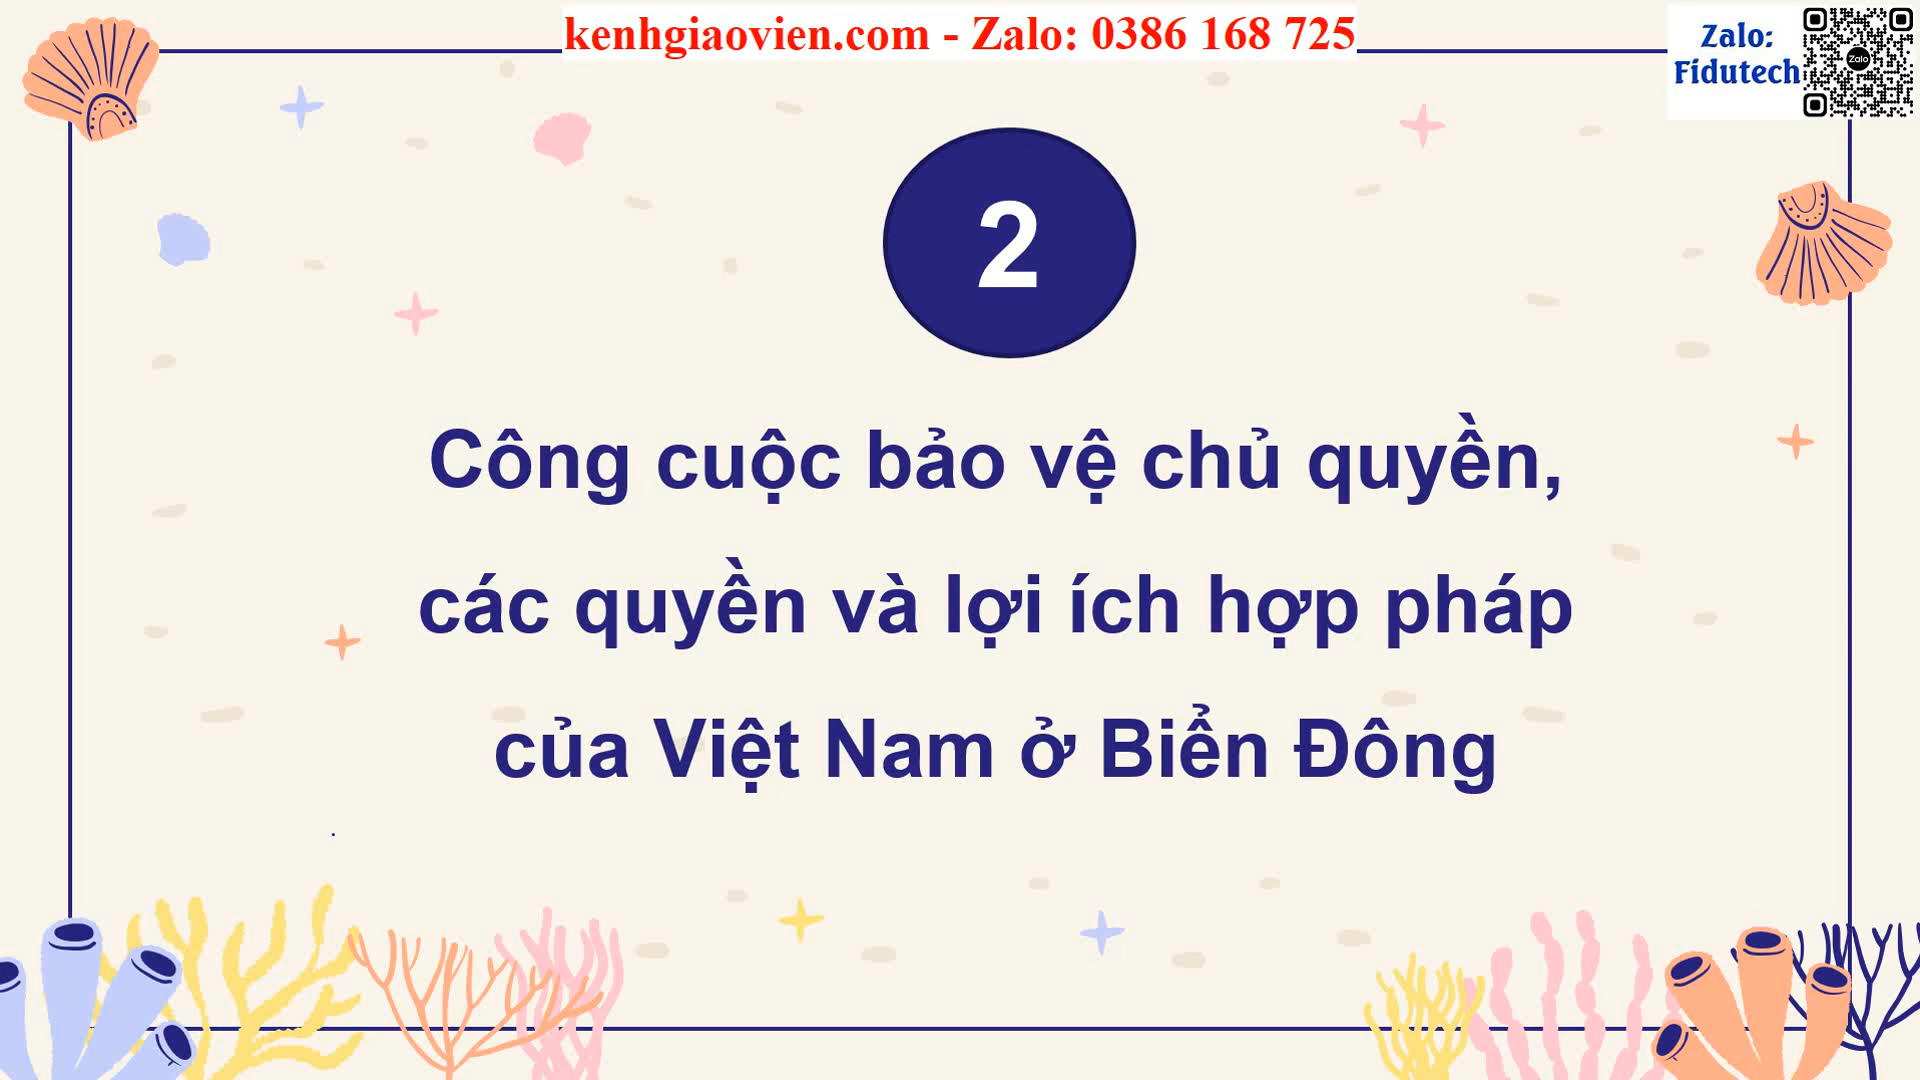 kenhgiaovien.com - Zalo: 0386 168 725
Zalo:
Fidutech
Zalo
2
Công cuộc bảo vệ chủ quyền,
các quyền và lợi ích hợp pháp
của Việt Nam ở Biển Đông